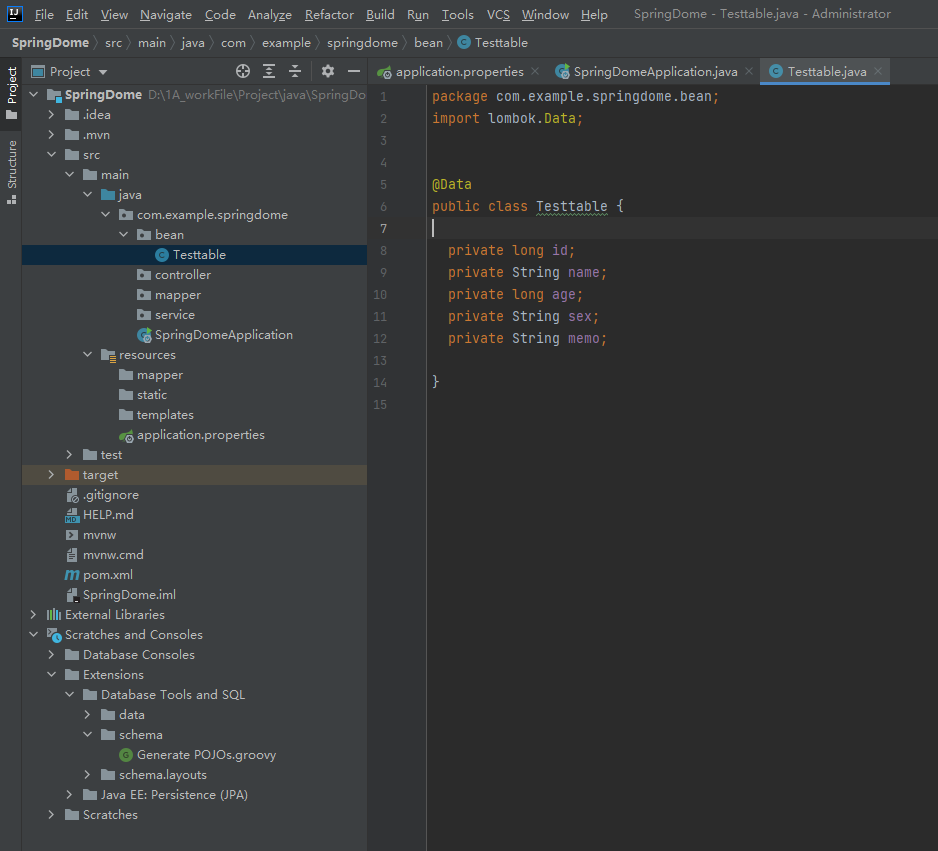 File Edit View Navigate Code Analyze Refactor Build Run Tools VCS Window Help SpringDome - Testtable.java - Administrator
SpringDome src main java com example springdome bean Testtable
Project
Structure
Project
SpringDome D:\1A_workFile\Project\java\SpringDo
.idea
.mvn
src
main
java
com.example.springdome
bean
Testtable
controller
mapper
service
SpringDomeApplication
resources
mapper
static
templates
application.properties
test
target
.gitignore
HELP.md
mvnw
mvnw.cmd
pom.xml
SpringDome.iml
External Libraries
Scratches and Consoles
Database Consoles
Extensions
Database Tools and SQL
data
schema
Generate POJOs.groovy
schema.layouts
Java EE: Persistence (JPA)
Scratches
application.properties SpringDomeApplication.java Testtable.java
1 package com.example.springdome.bean;
2 import lombok.Data;
3
4
5 @Data
6 public class Testtable {
7
8 private long id;
9 private String name;
10 private long age;
11 private String sex;
12 private String memo;
13
14 }
15